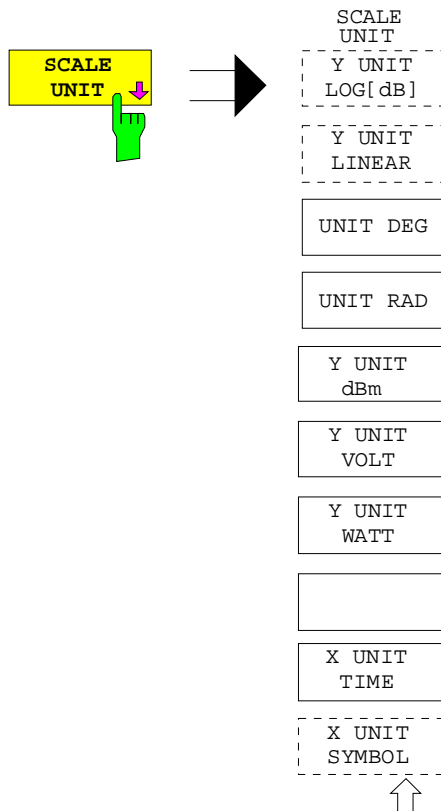 SCALE
UNIT
SCALE
UNIT
Y UNIT
LOG[dB]
Y UNIT
LINEAR
UNIT DEG
UNIT RAD
Y UNIT
dBm
Y UNIT
VOLT
Y UNIT
WATT
X UNIT
TIME
X UNIT
SYMBOL